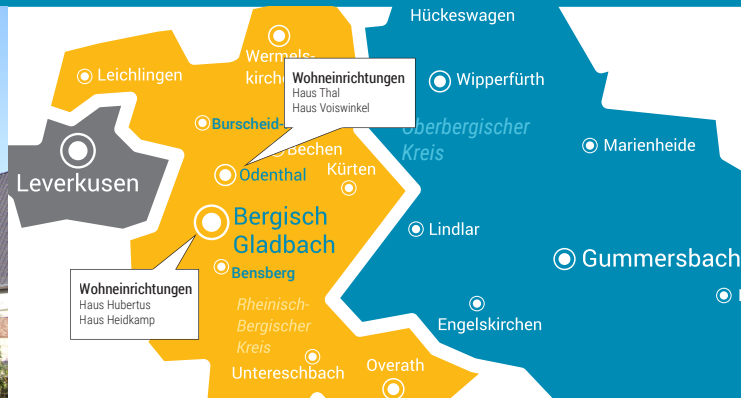 Hückeswagen
Wermels-
Leichlingen
Wohneinrichtungen
Haus Thal
Haus Voiswinkel
Wipperfürth
Burscheid-
Oberbergischer
Kreis
Marienheide
Bechen
Odenthal
Kürten
Leverkusen
Bergisch
Gladbach
Lindlar
Gummersbach
Bensberg
Wohneinrichtungen
Haus Hubertus
Haus Heidkamp
Rheinisch-
Bergischer
Kreis
Engelskirchen
Untereschbach
Overath